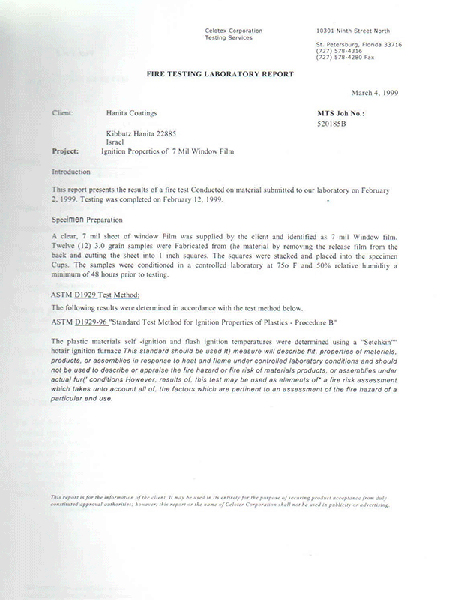 Celotex Corporation
Testing Services
10301 Ninth Street North
St. Petersburg, Florida 33716
(727) 578-4316
(727) 578-4280 Fax
FIRE TESTING LABORATORY REPORT
March 4, 1999
Client: Hanita Coatings
MTS Job No.:
520185B
Kibbutz Hanita 22885
Israel
Project: Ignition Properties of 7 Mil Window Film
Introduction
This report presents the results of a fire test Conducted on material submitted to our laboratory on February
2, 1999. Testing was completed on February 12, 1999.
Specimen Preparation
A clear, 7 mil sheet of window Film was supplied by the client and identified as 7 mil Window film.
Twelve (12) 3.0 grain samples were Fabricated from (he material by removing the release film from the
back and cutting the sheet into 1 inch squares. The squares were stacked and placed into the specimen
Cups. The samples were conditioned in a controlled laboratory at 75o F and 50% relative humidity a
minimum of 48 hours prior to testing.
ASTM D1929 Test Method:
The following results were determined in accordance with the test method below.
ASTM D1929-96 "Standard Test Method for Ignition Properties of Plastics - Procedure B"
The plastic materials self ignition and flash ignition temperatures were determined using a "Setchkin"
hotair ignition furnace This standard should be used if) measure will describe fit. properties of materials,
products, or assemblies in response to heat and flame under controlled laboratory conditions and should
not be used to describe or appraise the fire hazard or fire risk of materials products, or assemblies under
actual fur(' conditions However, results of, this test may be used as elements of" a fire risk assessment
which takes unto account all of, the factors which are pertinent to an assessment of the fire hazard of a
particular end use.
This report is for the information of the client. It may be used in its entirety for the purpose of securing product acceptance from duly
constituted approval authorities; however, this report or the name of Celotex Corporation shall not be used in publicity or advertising.